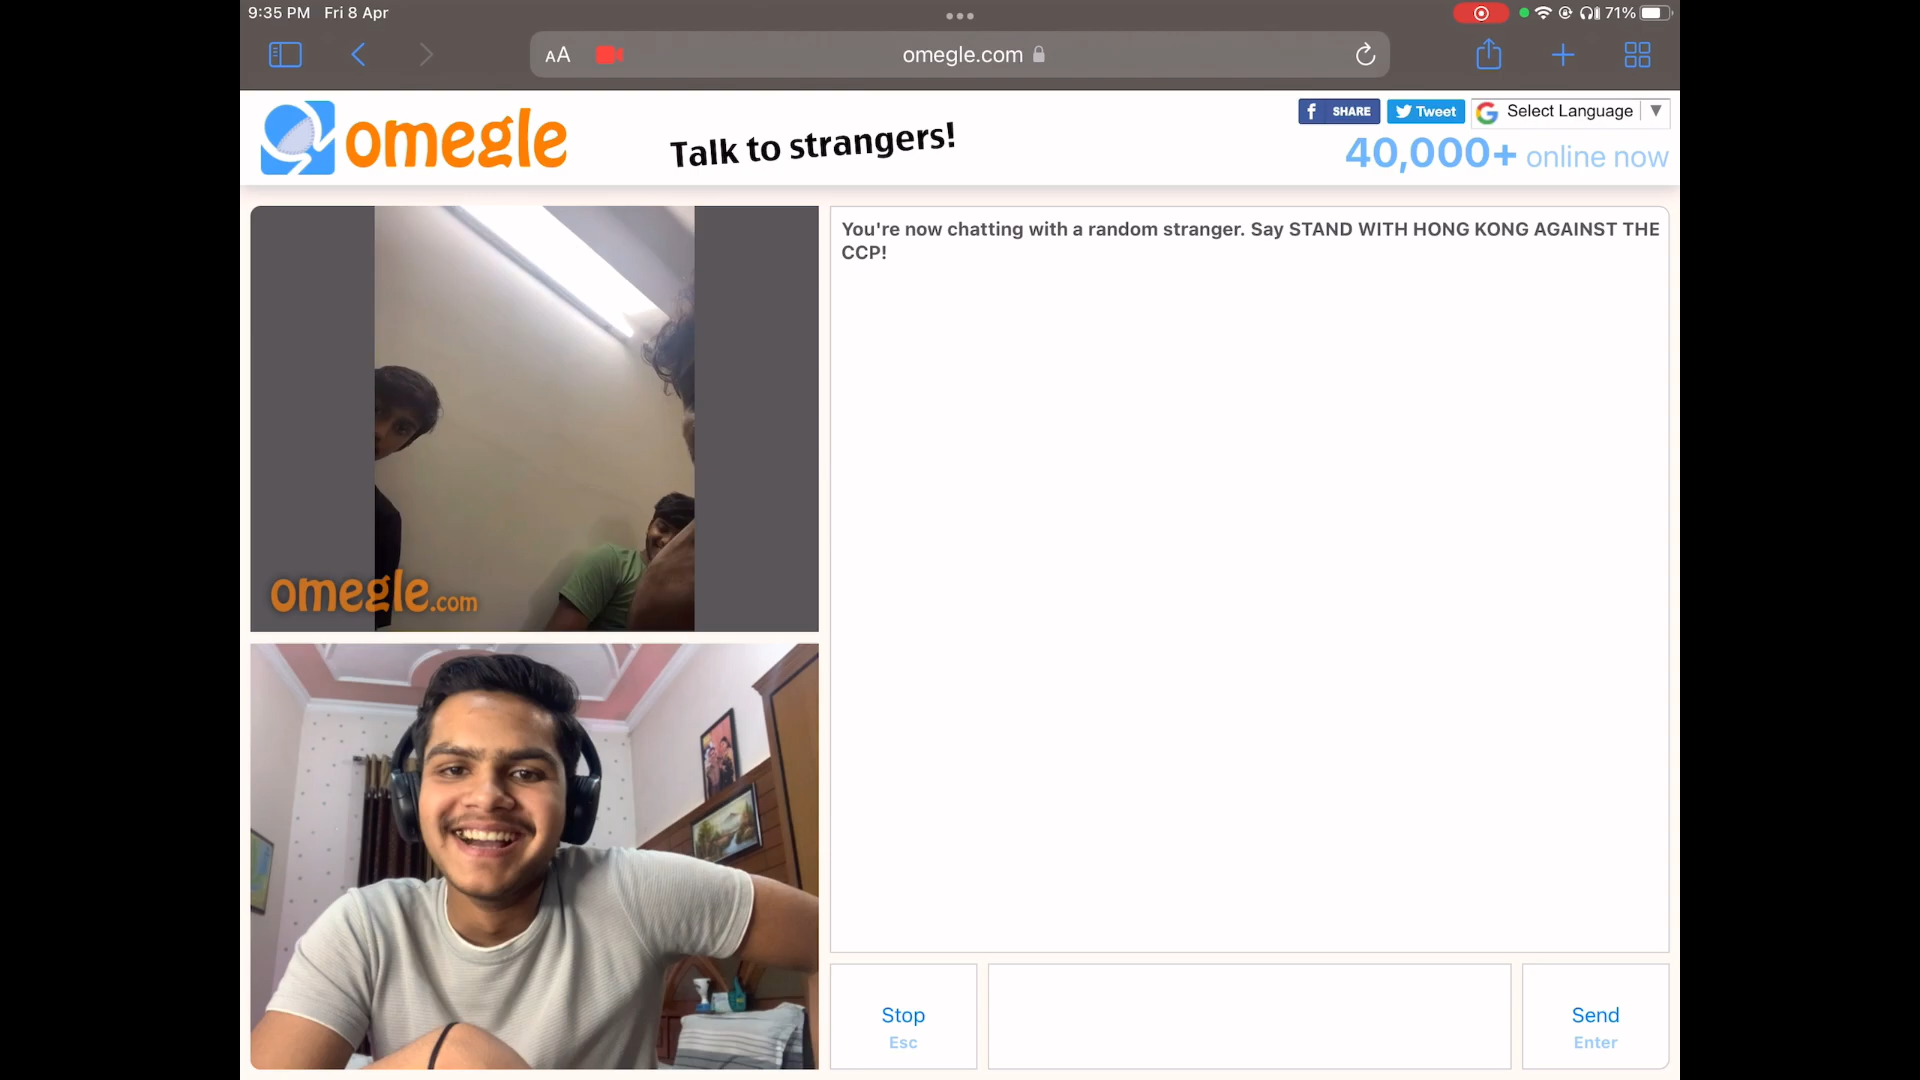 9:35 PM Fri 8 Apr
71%
AA
omegle.com
omegle
Talk to strangers!
SHARE
Tweet
Select Language
40,000+ online now
You're now chatting with a random stranger. Say STAND WITH HONG KONG AGAINST THE
CCP!
omegle.com
Stop
Esc
Send
Enter